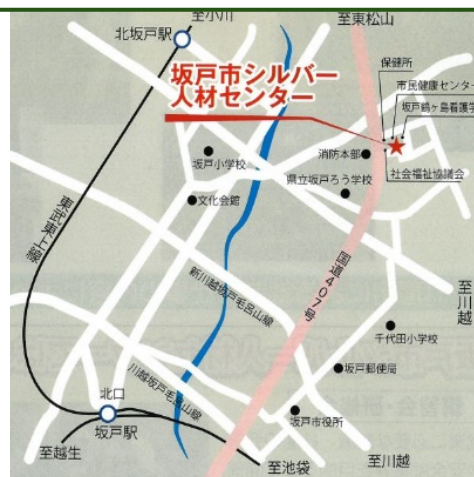 至小川
至東松山
北坂戸駅
保健所
坂戸市シルバー
人材センター
市民健康センター
坂戸鶴ヶ島看護学
坂戸小学校
消防本部
社会福祉協議会
県立坂戸ろう学校
文化会館
東武東上線
国道407号
新川越坂戸毛呂山線
至川越
千代田小学校
川越坂戸毛呂山線
坂戸郵便局
北口
坂戸駅
坂戸市役所
至越生
至池袋
至川越